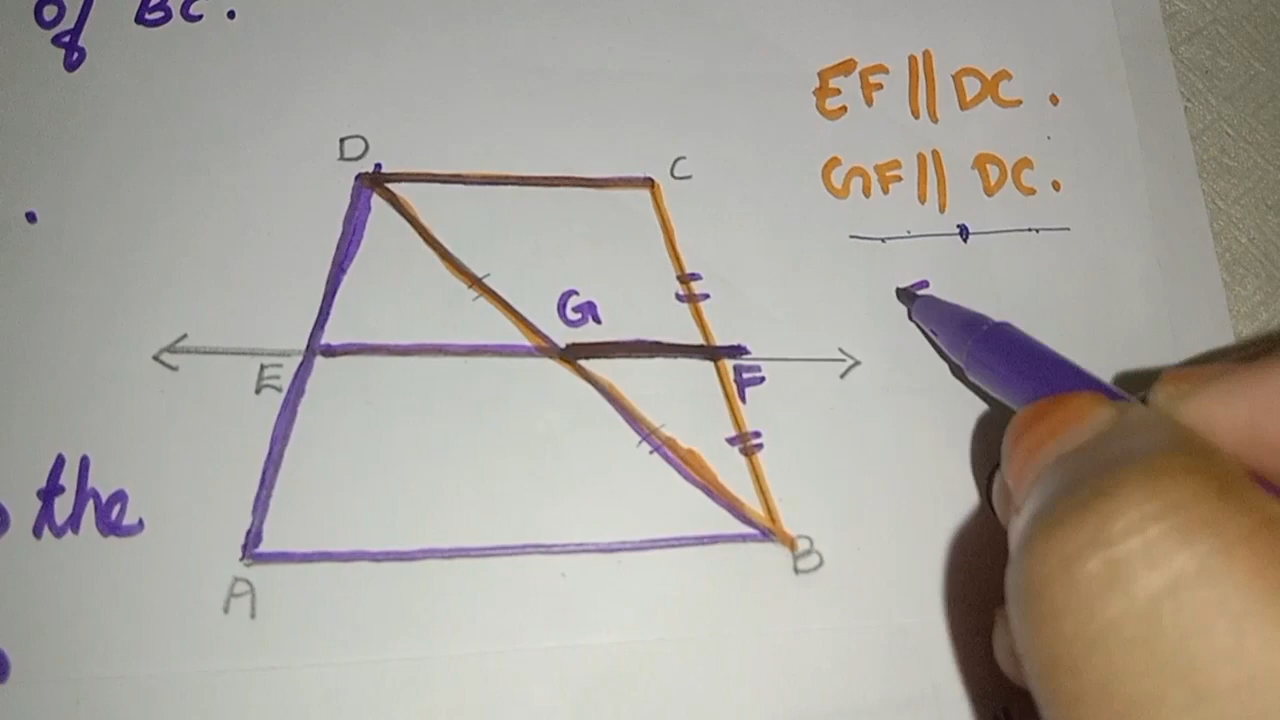 of BC.
EF || DC.
GF || DC.
D
C
G
E
F
the
A
B